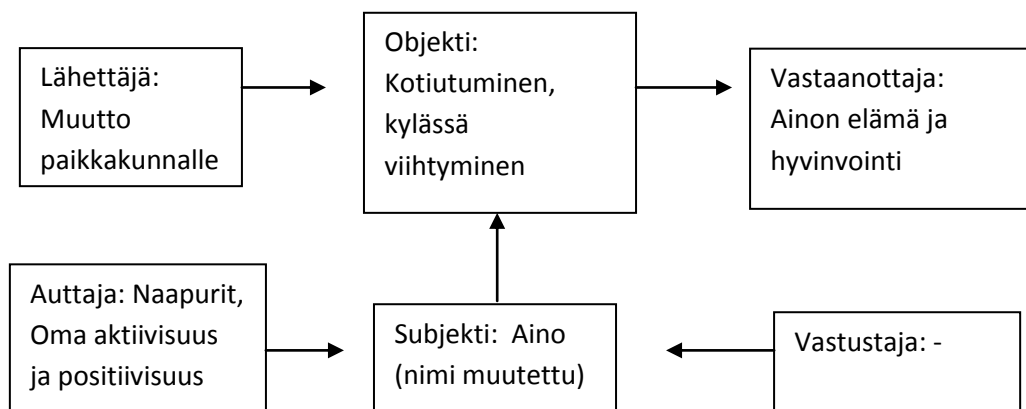 Lähettäjä:
Muutto
paikkakunnalle
Objekti:
Kotiutuminen,
kylässä
viihtyminen
Vastaanottaja:
Ainon elämä ja
hyvinvointi
Auttaja: Naapurit,
Oma aktiivisuus
ja positiivisuus
Subjekti: Aino
(nimi muutettu)
Vastustaja: -